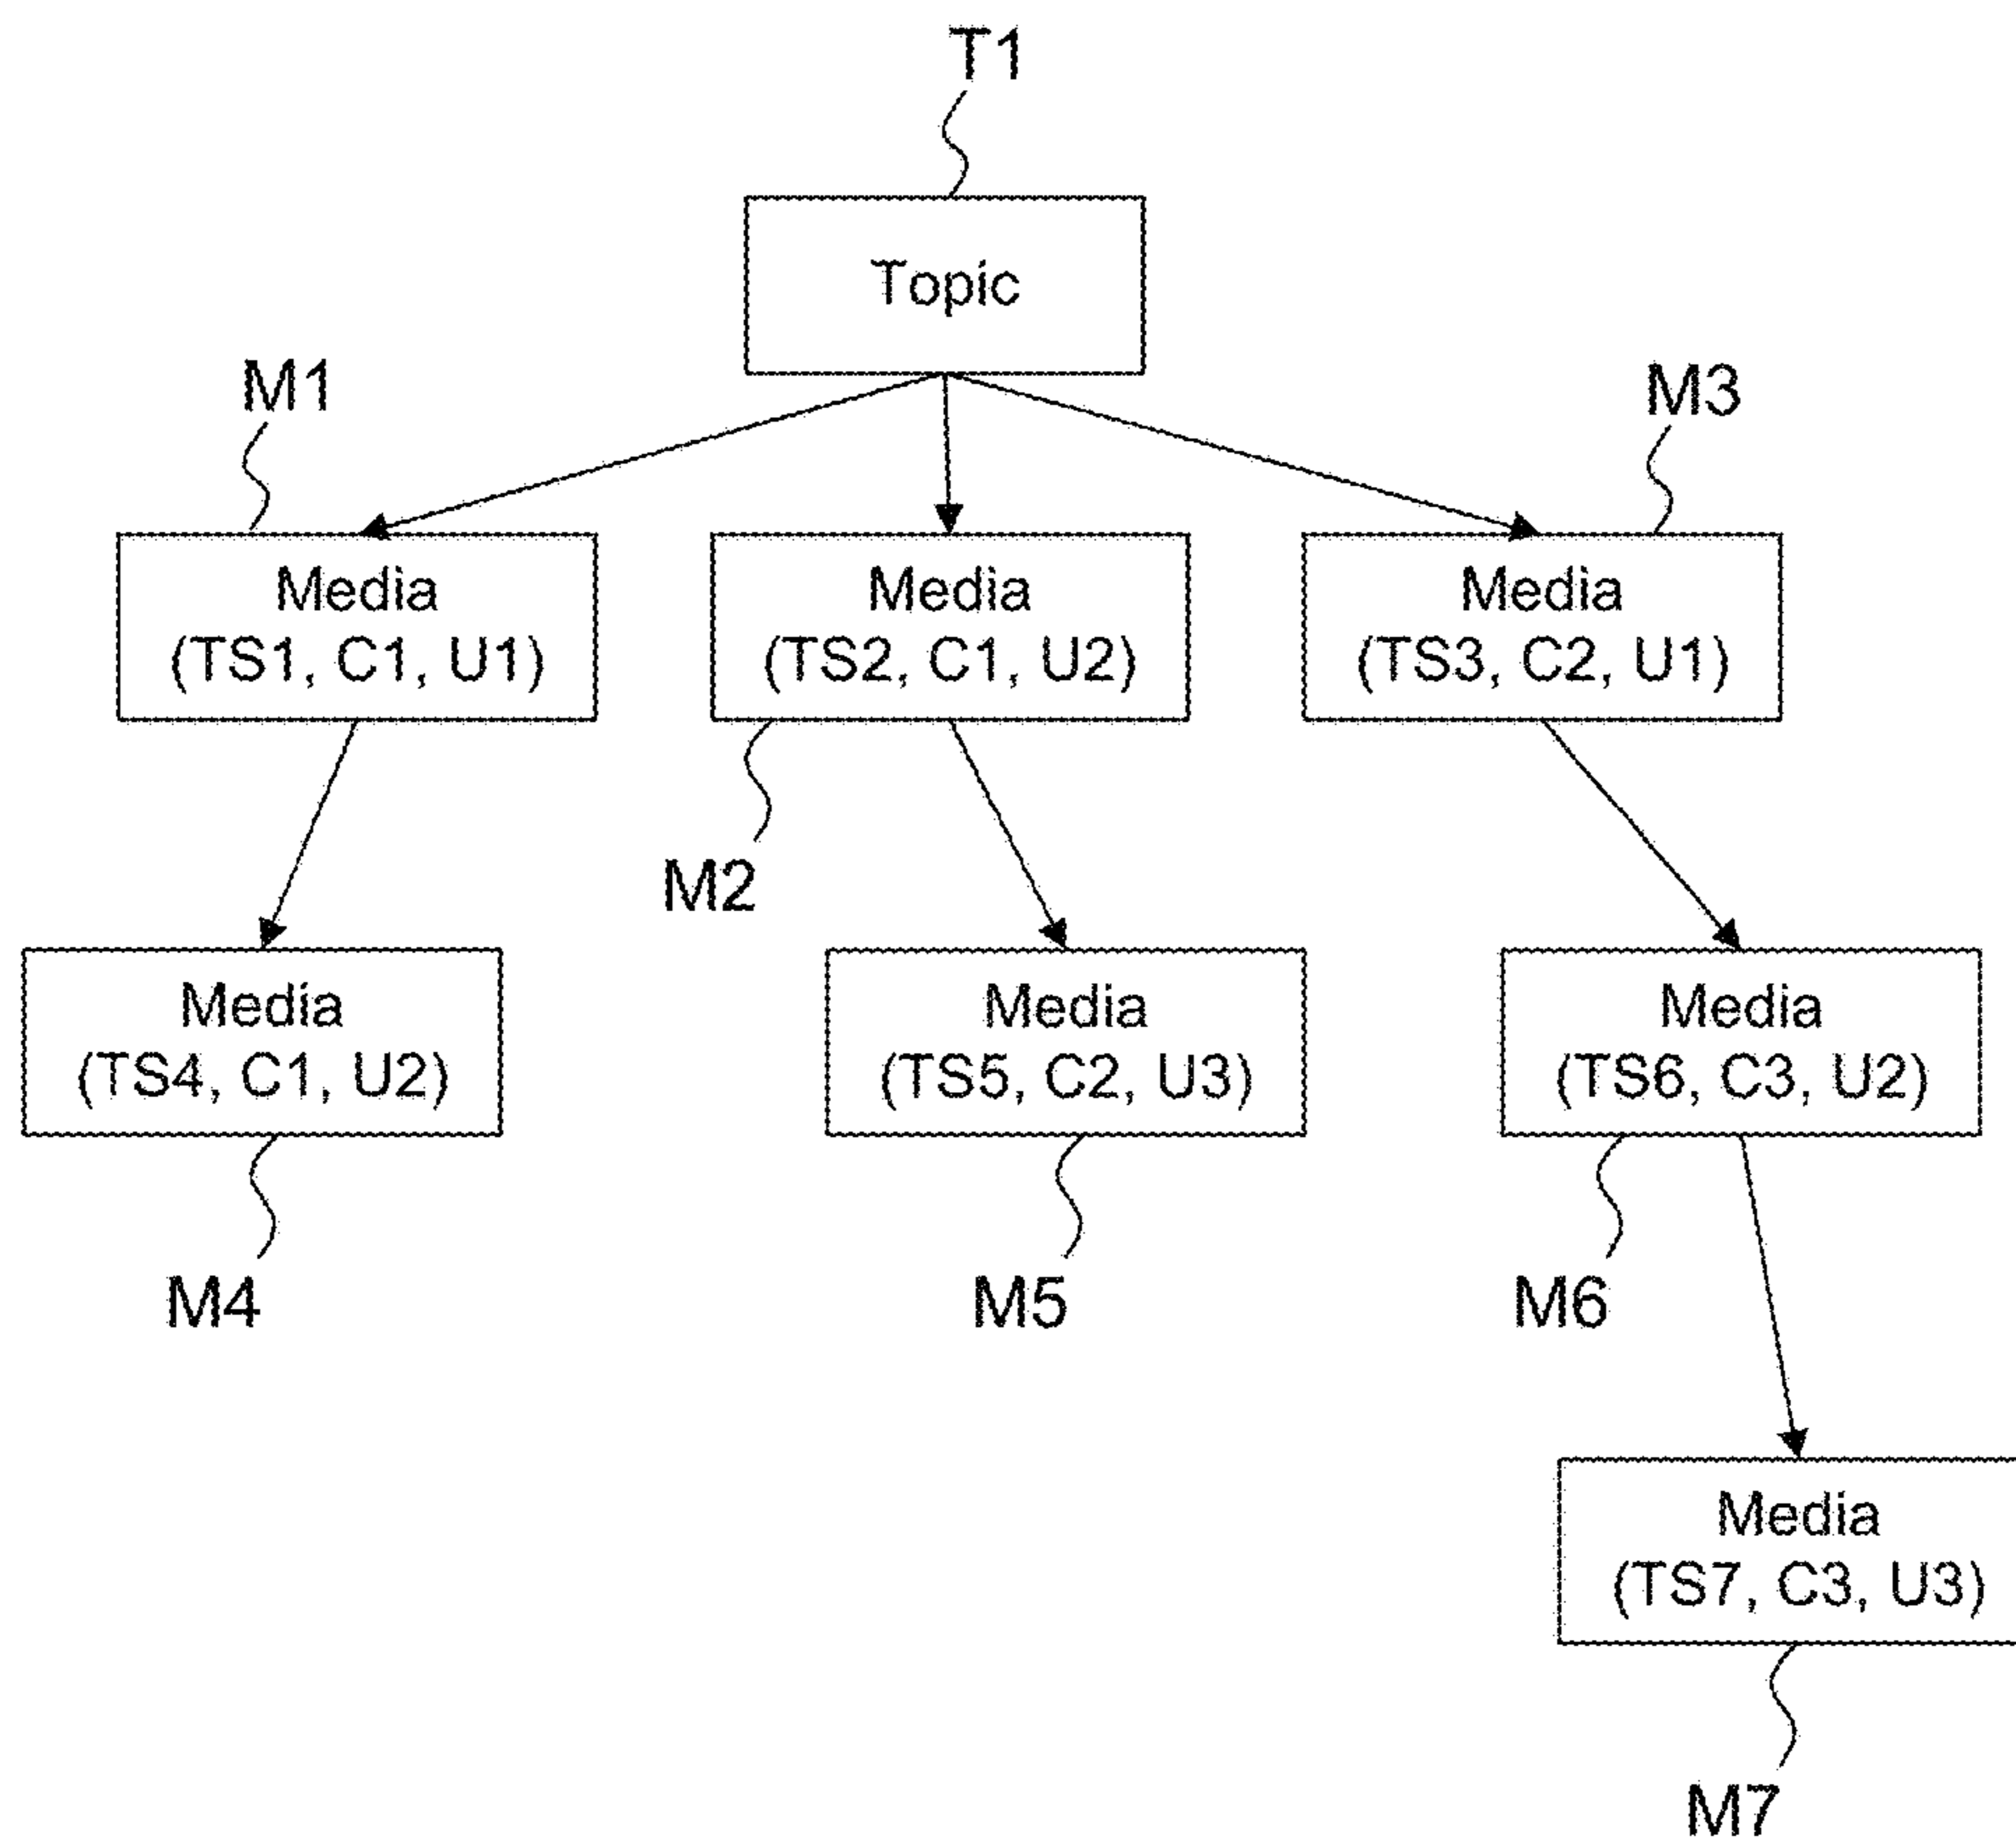 T1
Topic
M1
M3
Media
(TS1, C1, U1)
Media
(TS2, C1, U2)
Media
(TS3, C2, U1)
M2
Media
(TS4, C1, U2)
Media
(TS5, C2, U3)
Media
(TS6, C3, U2)
M4
M5
M6
Media
(TS7, C3, U3)
M7